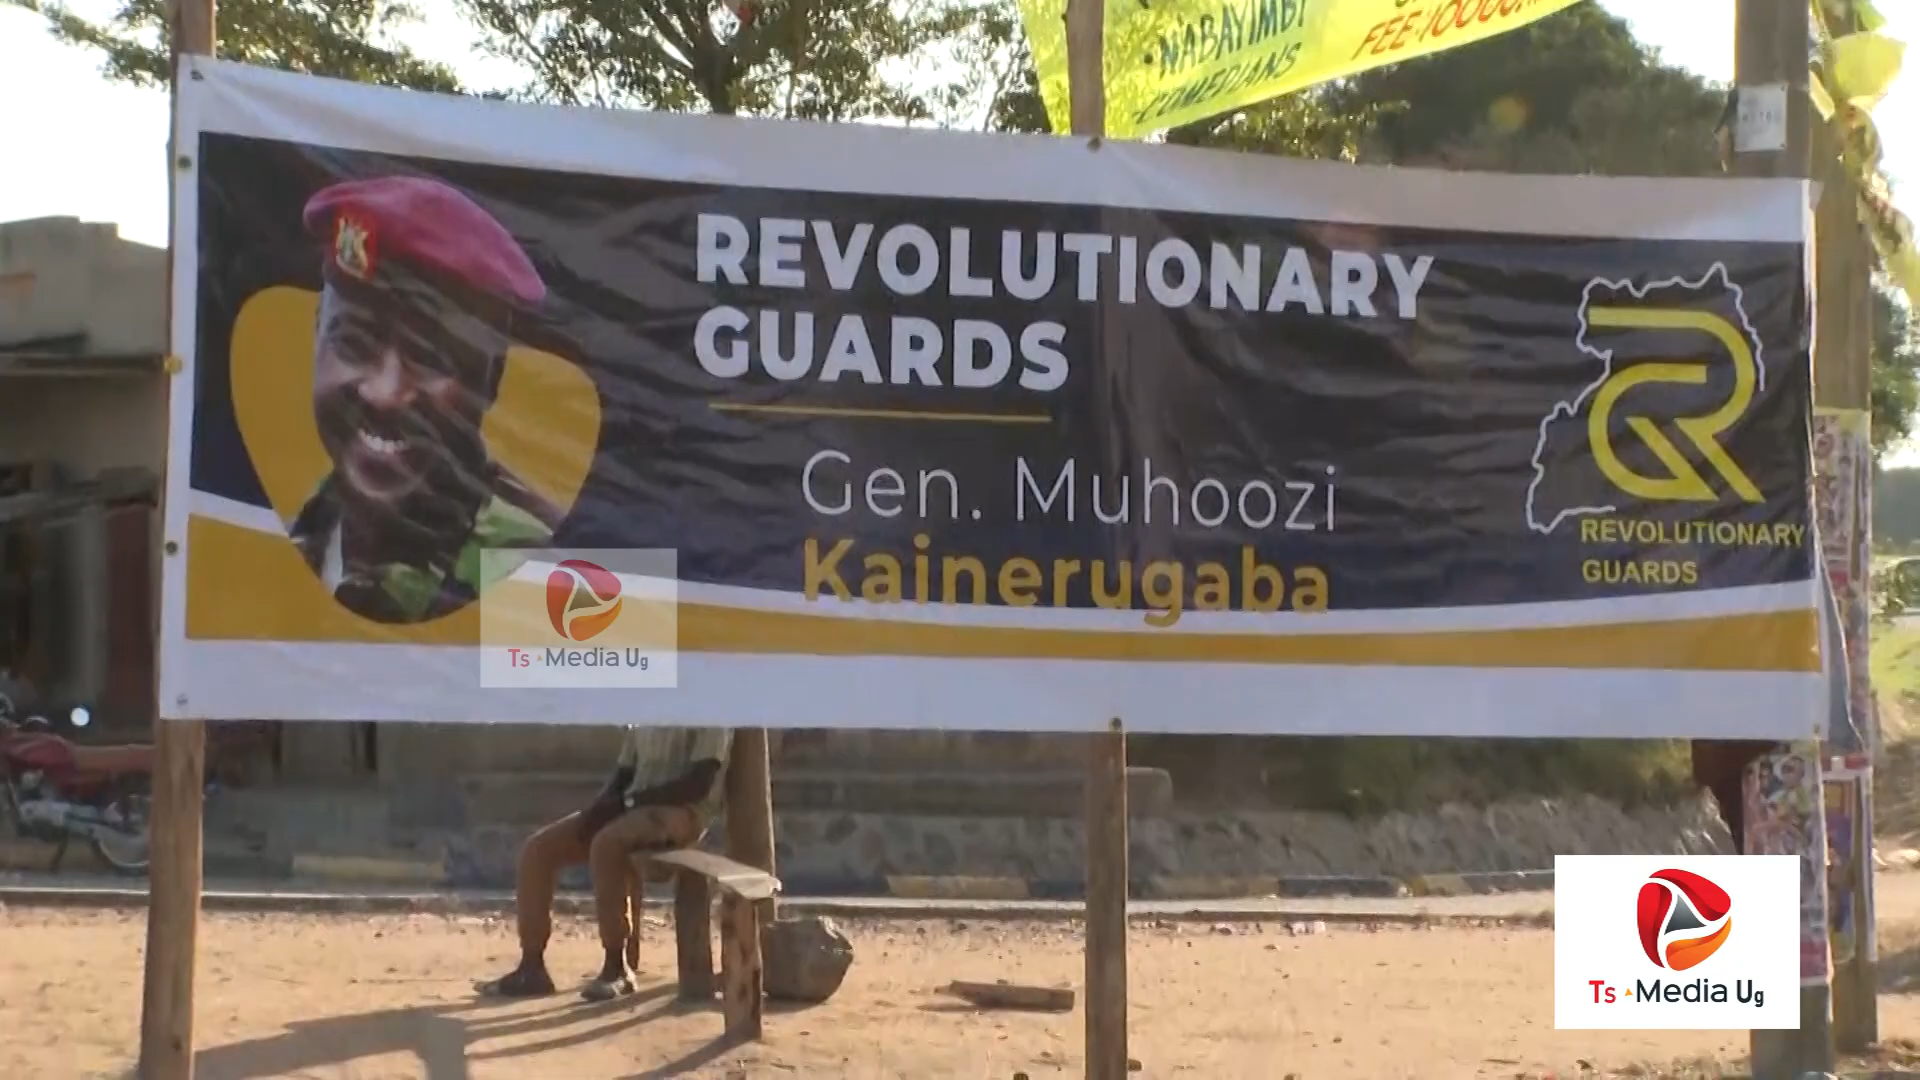 NABAYIMBI
COMEDIANS
REVOLUTIONARY
GUARDS
Gen. Muhoozi
Kainerugaba
REVOLUTIONARY
GUARDS
Ts Media Ug
Ts Media Ug